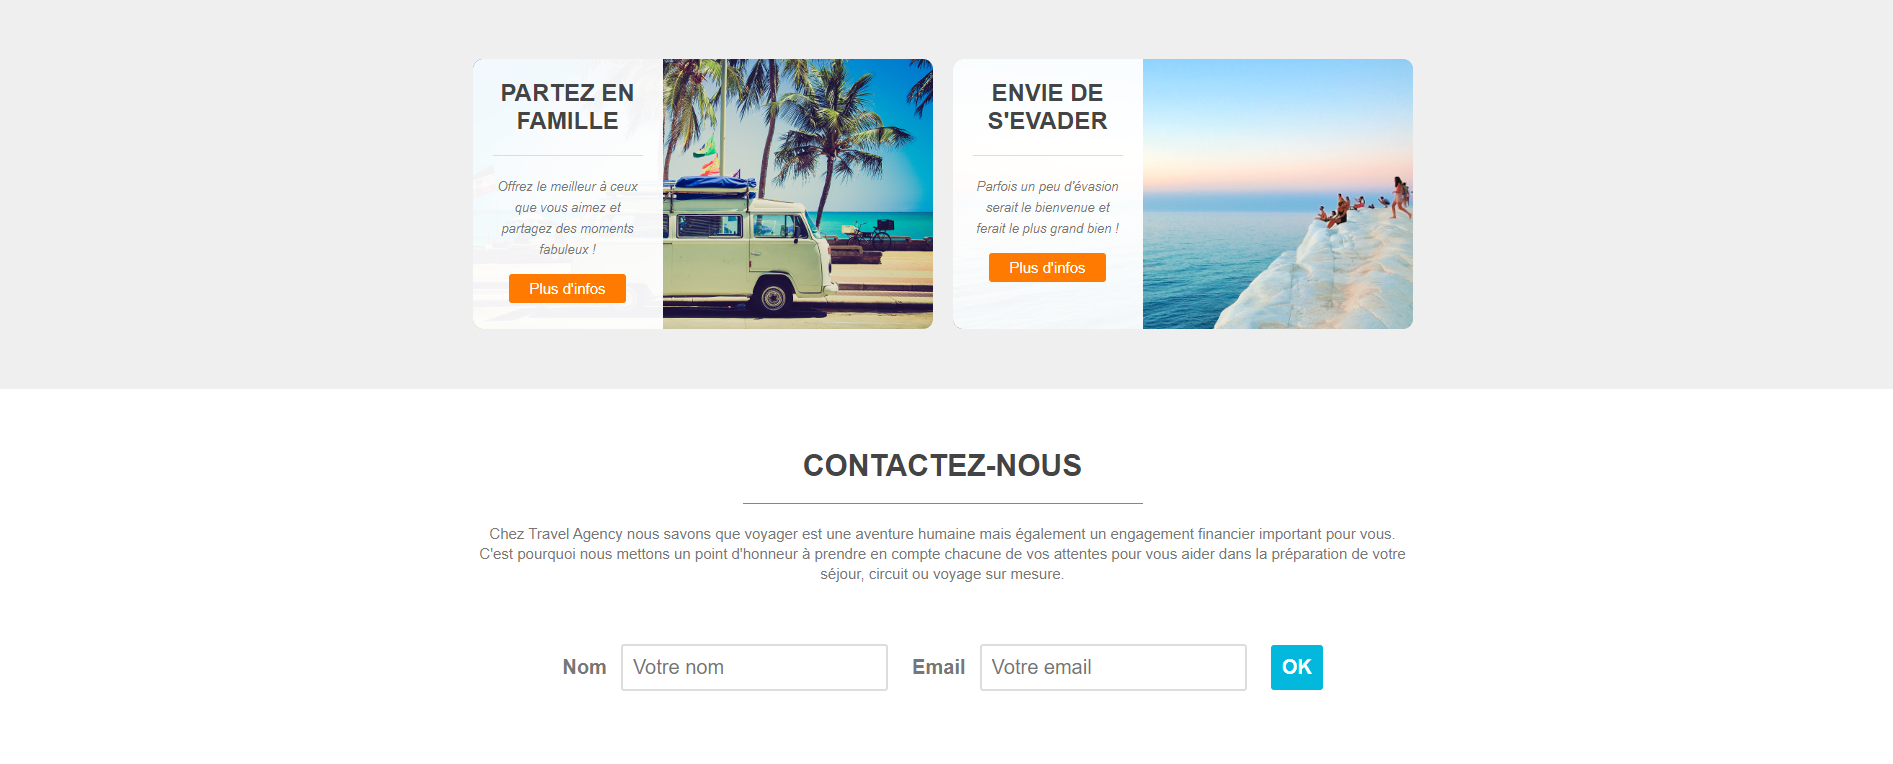 PARTEZ EN
FAMILLE
Offrez le meilleur à ceux
que vous aimez et
partagez des moments
fabuleux !
Plus d'infos
ENVIE DE
S'EVADER
Parfois un peu d'évasion
serait le bienvenue et
ferait le plus grand bien !
Plus d'infos
CONTACTEZ-NOUS
Chez Travel Agency nous savons que voyager est une aventure humaine mais également un engagement financier important pour vous.
C'est pourquoi nous mettons un point d'honneur à prendre en compte chacune de vos attentes pour vous aider dans la préparation de votre
séjour, circuit ou voyage sur mesure.
Nom Votre nom Email Votre email OK